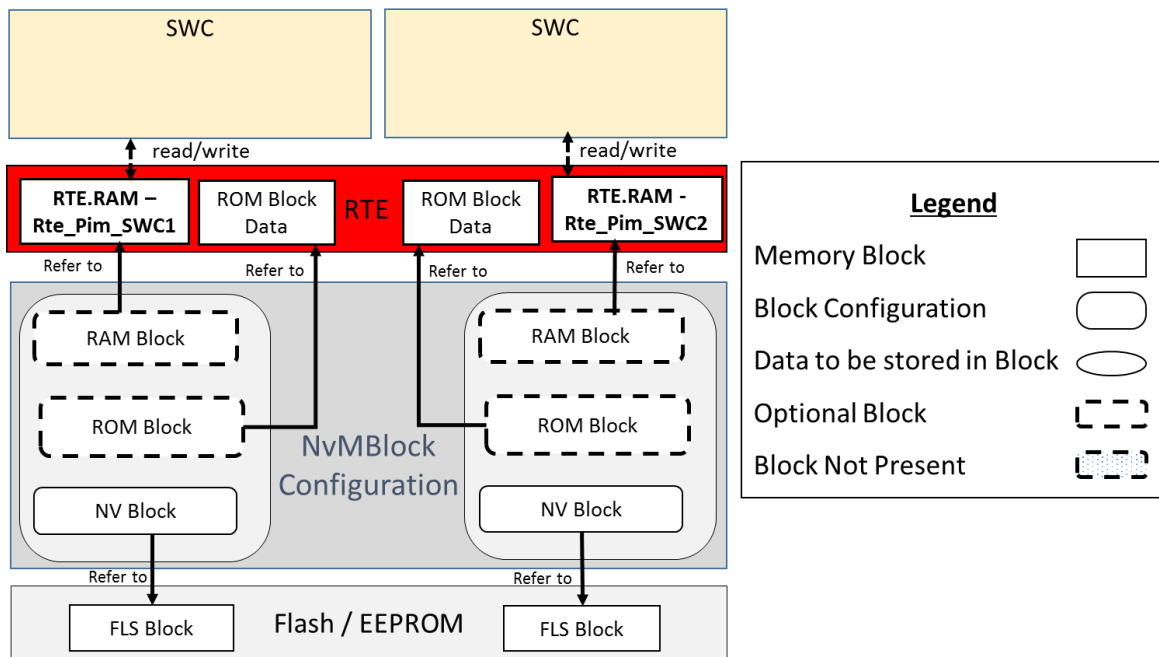 SWC
SWC
read/write
read/write
RTE.RAM –
Rte_Pim_SWC1
ROM Block
Data
RTE
ROM Block
Data
RTE.RAM -
Rte_Pim_SWC2
Refer to
Refer to
Refer to
Refer to
RAM Block
RAM Block
ROM Block
ROM Block
NvMBlock
Configuration
NV Block
NV Block
Refer to
Refer to
FLS Block
Flash / EEPROM
FLS Block
Legend
Memory Block
Block Configuration
Data to be stored in Block
Optional Block
Block Not Present